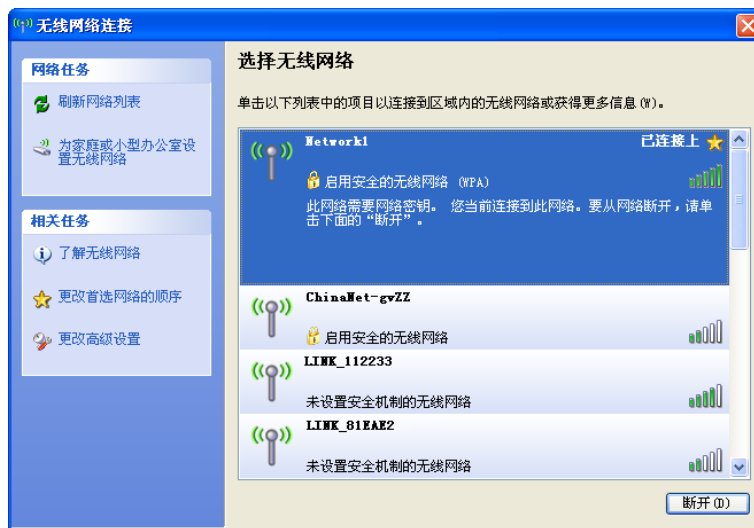 无线网络连接
网络任务
刷新网络列表
为家庭或小型办公室设
置无线网络
相关任务
了解无线网络
更改首选网络的顺序
更改高级设置
选择无线网络
单击以下列表中的项目以连接到区域内的无线网络或获得更多信息(W)。
Network1 已连接上
启用安全的无线网络 (WPA)
此网络需要网络密钥。 您当前连接到此网络。要从网络断开，请单
击下面的“断开”。
ChinaNet-gvZZ
启用安全的无线网络
LINK_112233
未设置安全机制的无线网络
LINK_81EAE2
未设置安全机制的无线网络
断开(D)